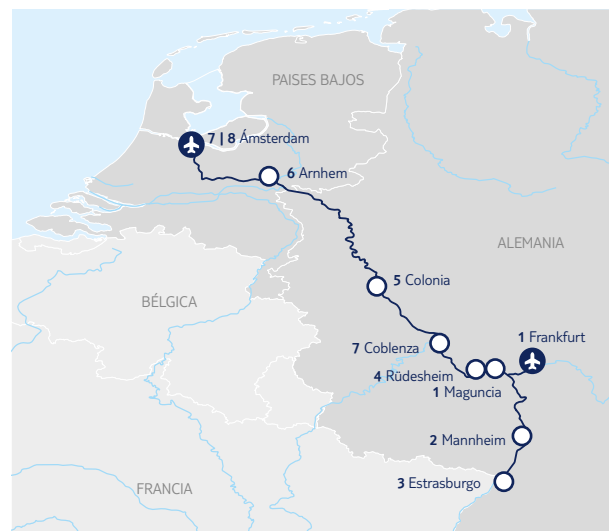 PAISES BAJOS
7 | 8 Ámsterdam
6 Arnhem
ALEMANIA
5 Colonia
BÉLGICA
1 Frankfurt
7 Coblenza
4 Rüdesheim
1 Maguncia
2 Mannheim
3 Estrasburgo
FRANCIA